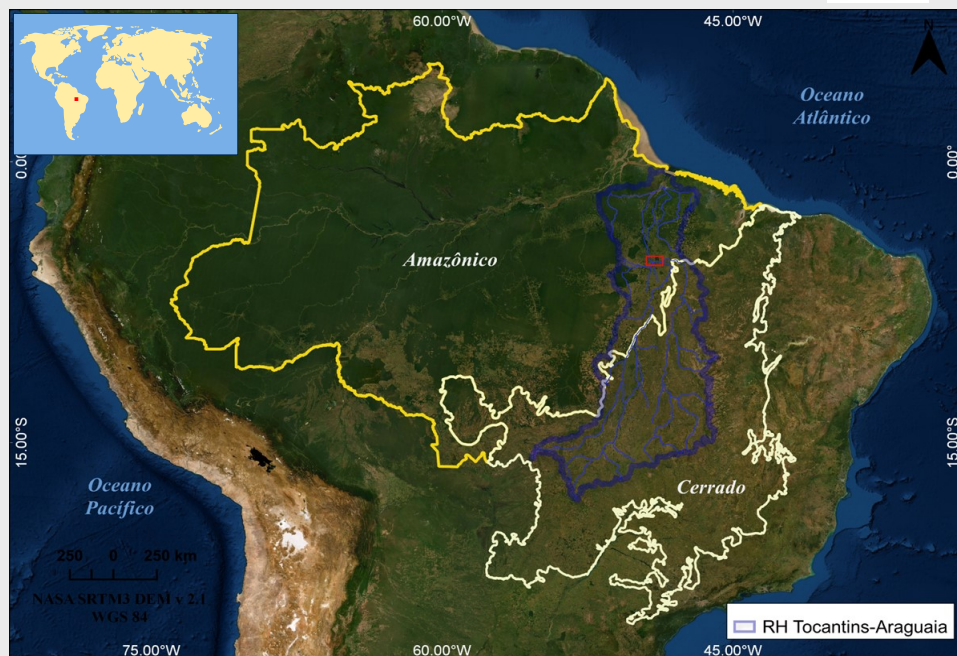 60.00°W 45.00°W
N
Oceano
Atlântico
0.00° 0.00°
Amazônico
15.00°S 15.00°S
Cerrado
Oceano
Pacífico
250 0 250 km
NASA SRTM3 DEM v 2.1
WGS 84
RH Tocantins-Araguaia
75.00°W 60.00°W 45.00°W